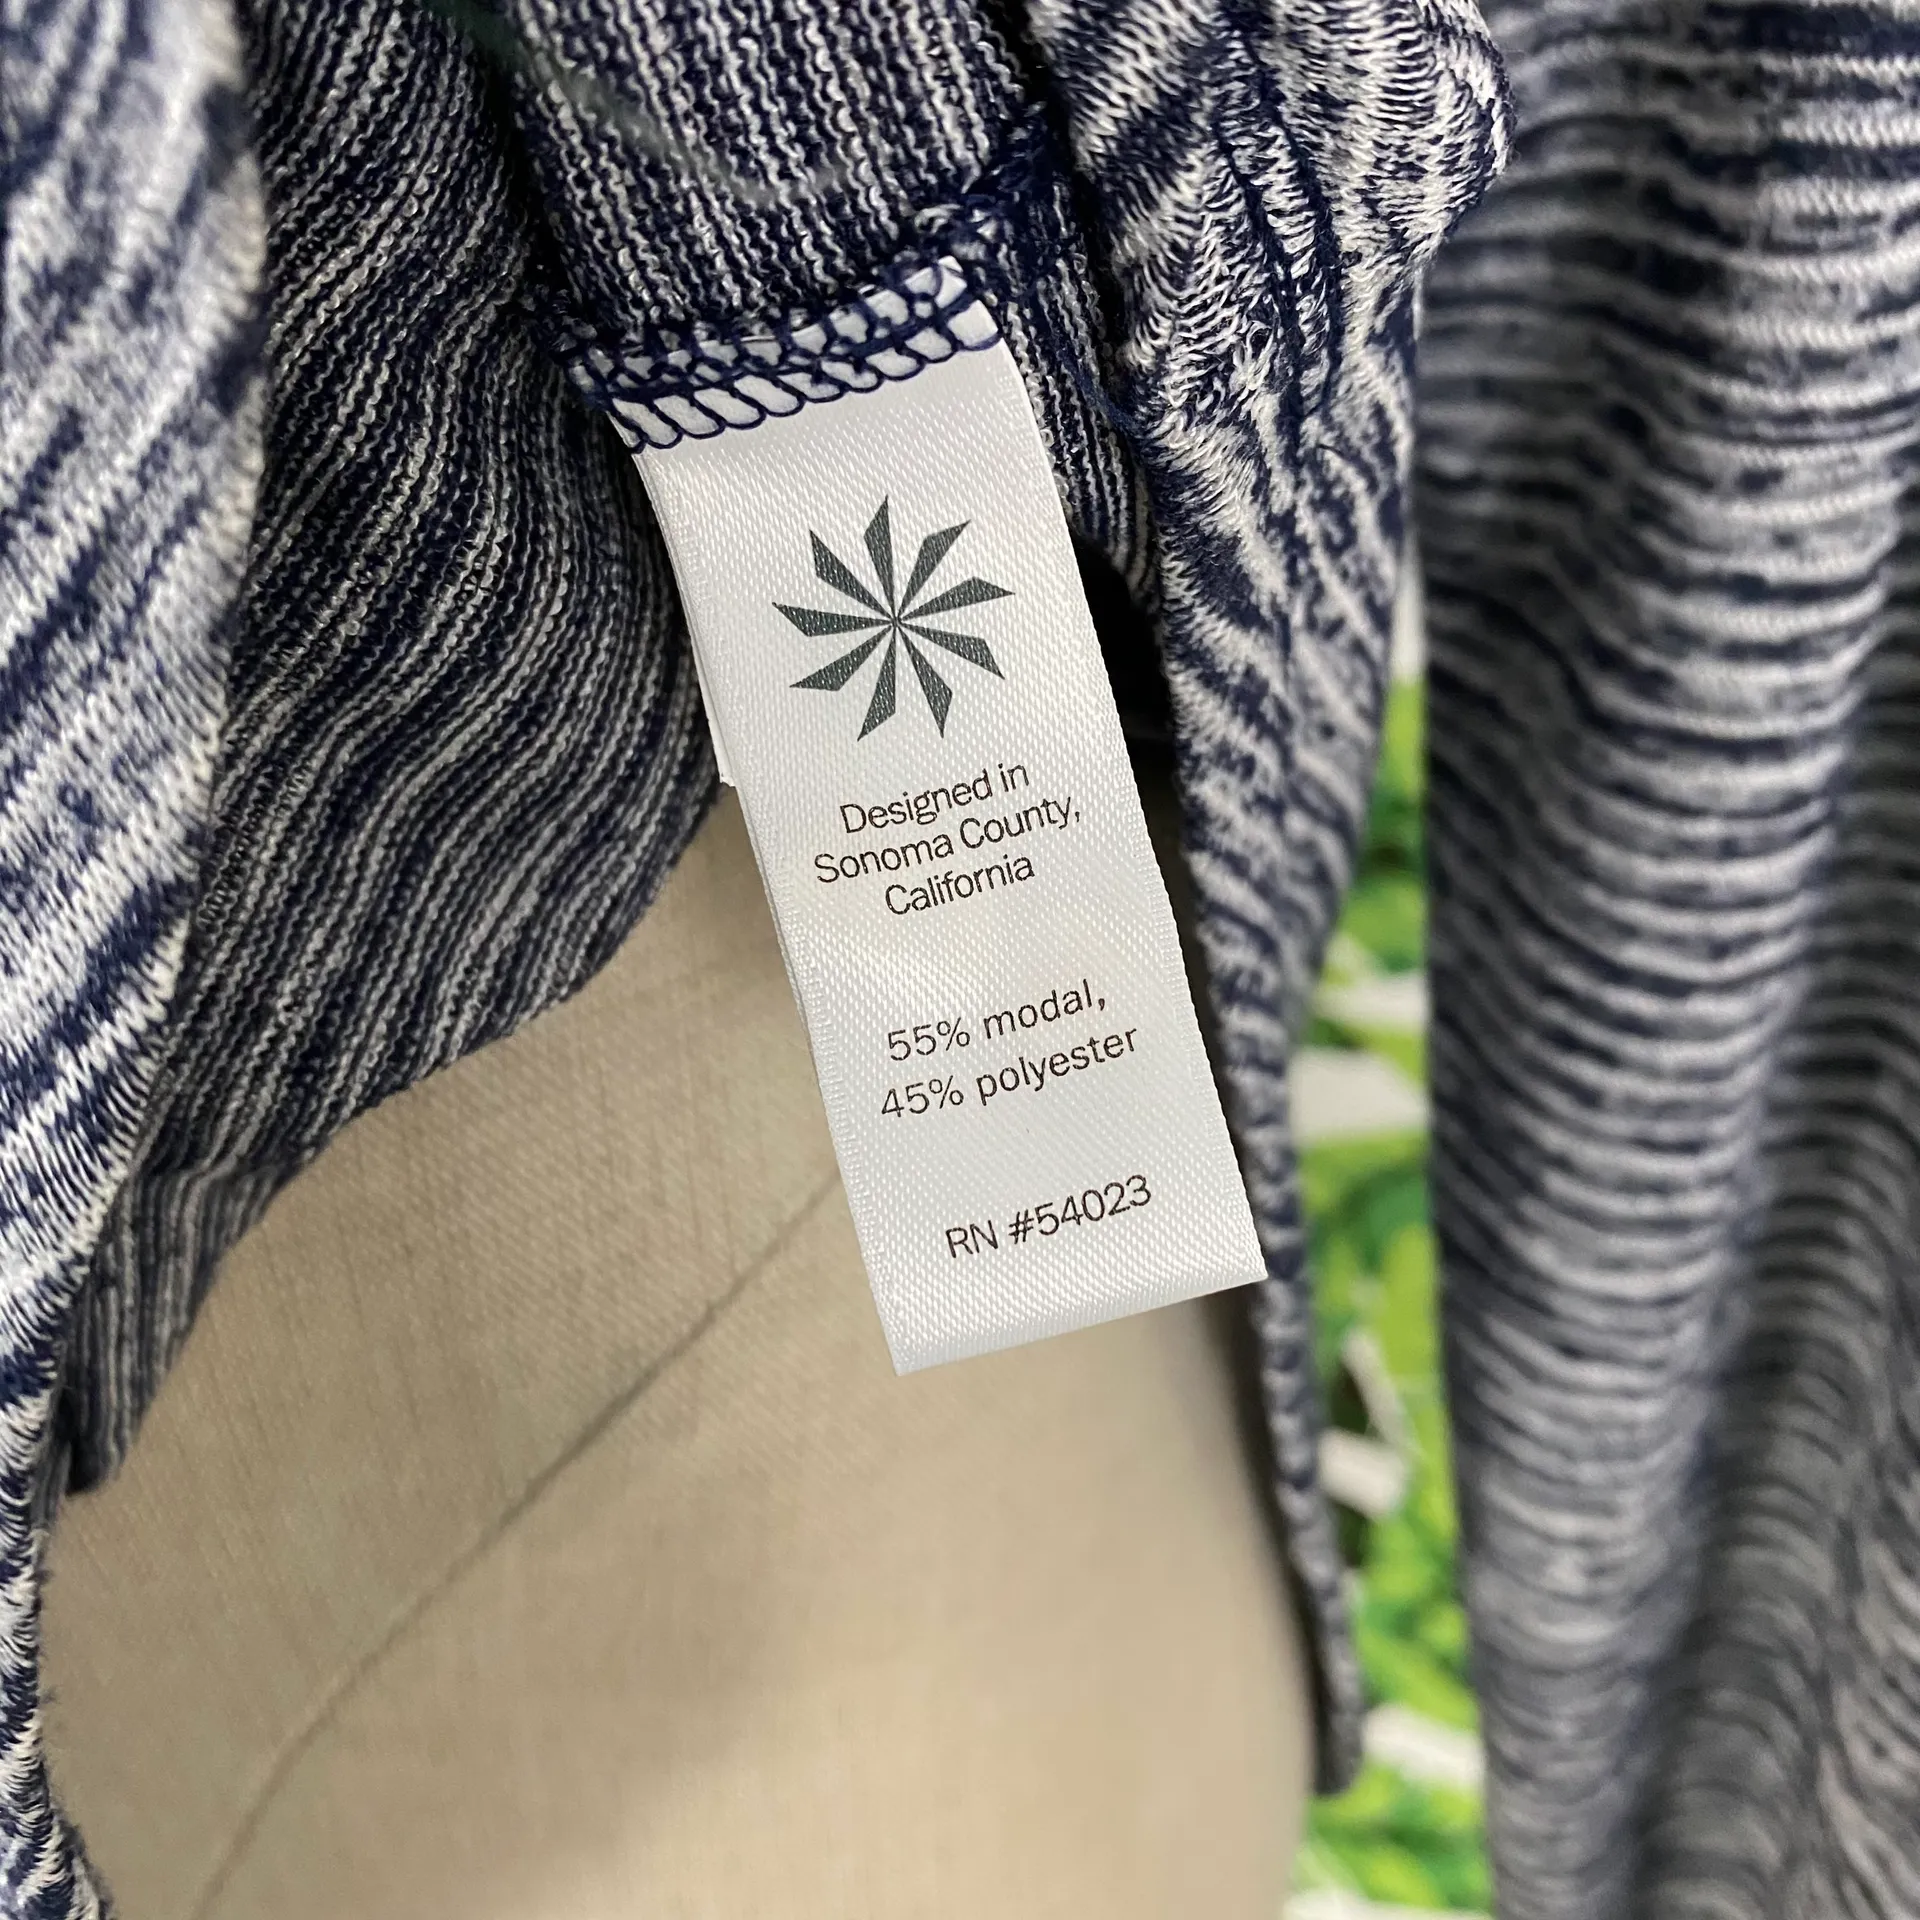 Designed in
Sonoma County,
California
55% modal,
45% polyester
RN #54023